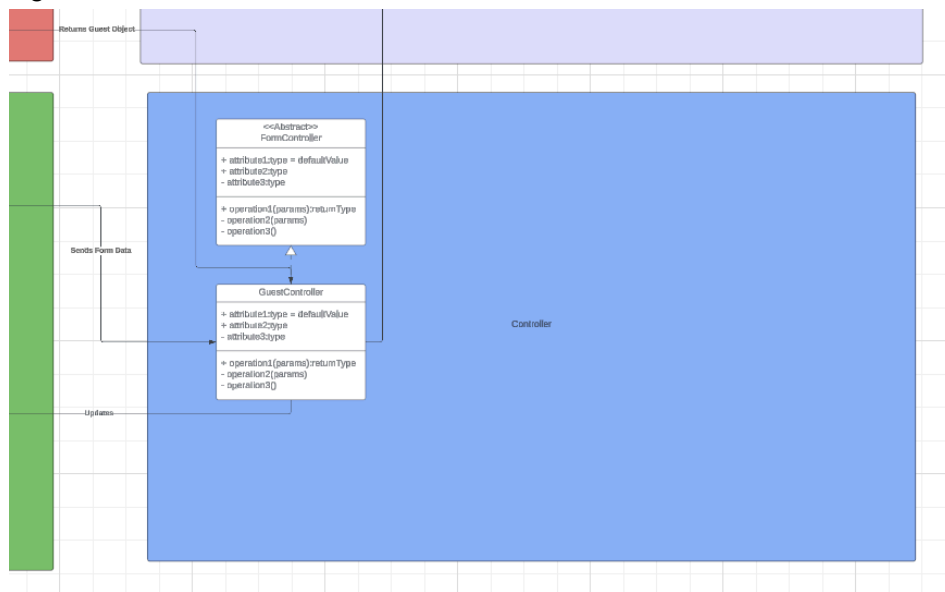 Returns Guest Object
<<Abstract>>
FormController
+ attribute1:type = defaultValue
+ attribute2:type
- attribute3:type
+ operation1(params):returnType
- operation2(params)
- operation3()
Sends Form Data
GuestController
+ attribute1:type = defaultValue
+ attribute2:type
- attribute3:type
+ operation1(params):returnType
- operation2(params)
- operation3()
Controller
Updates